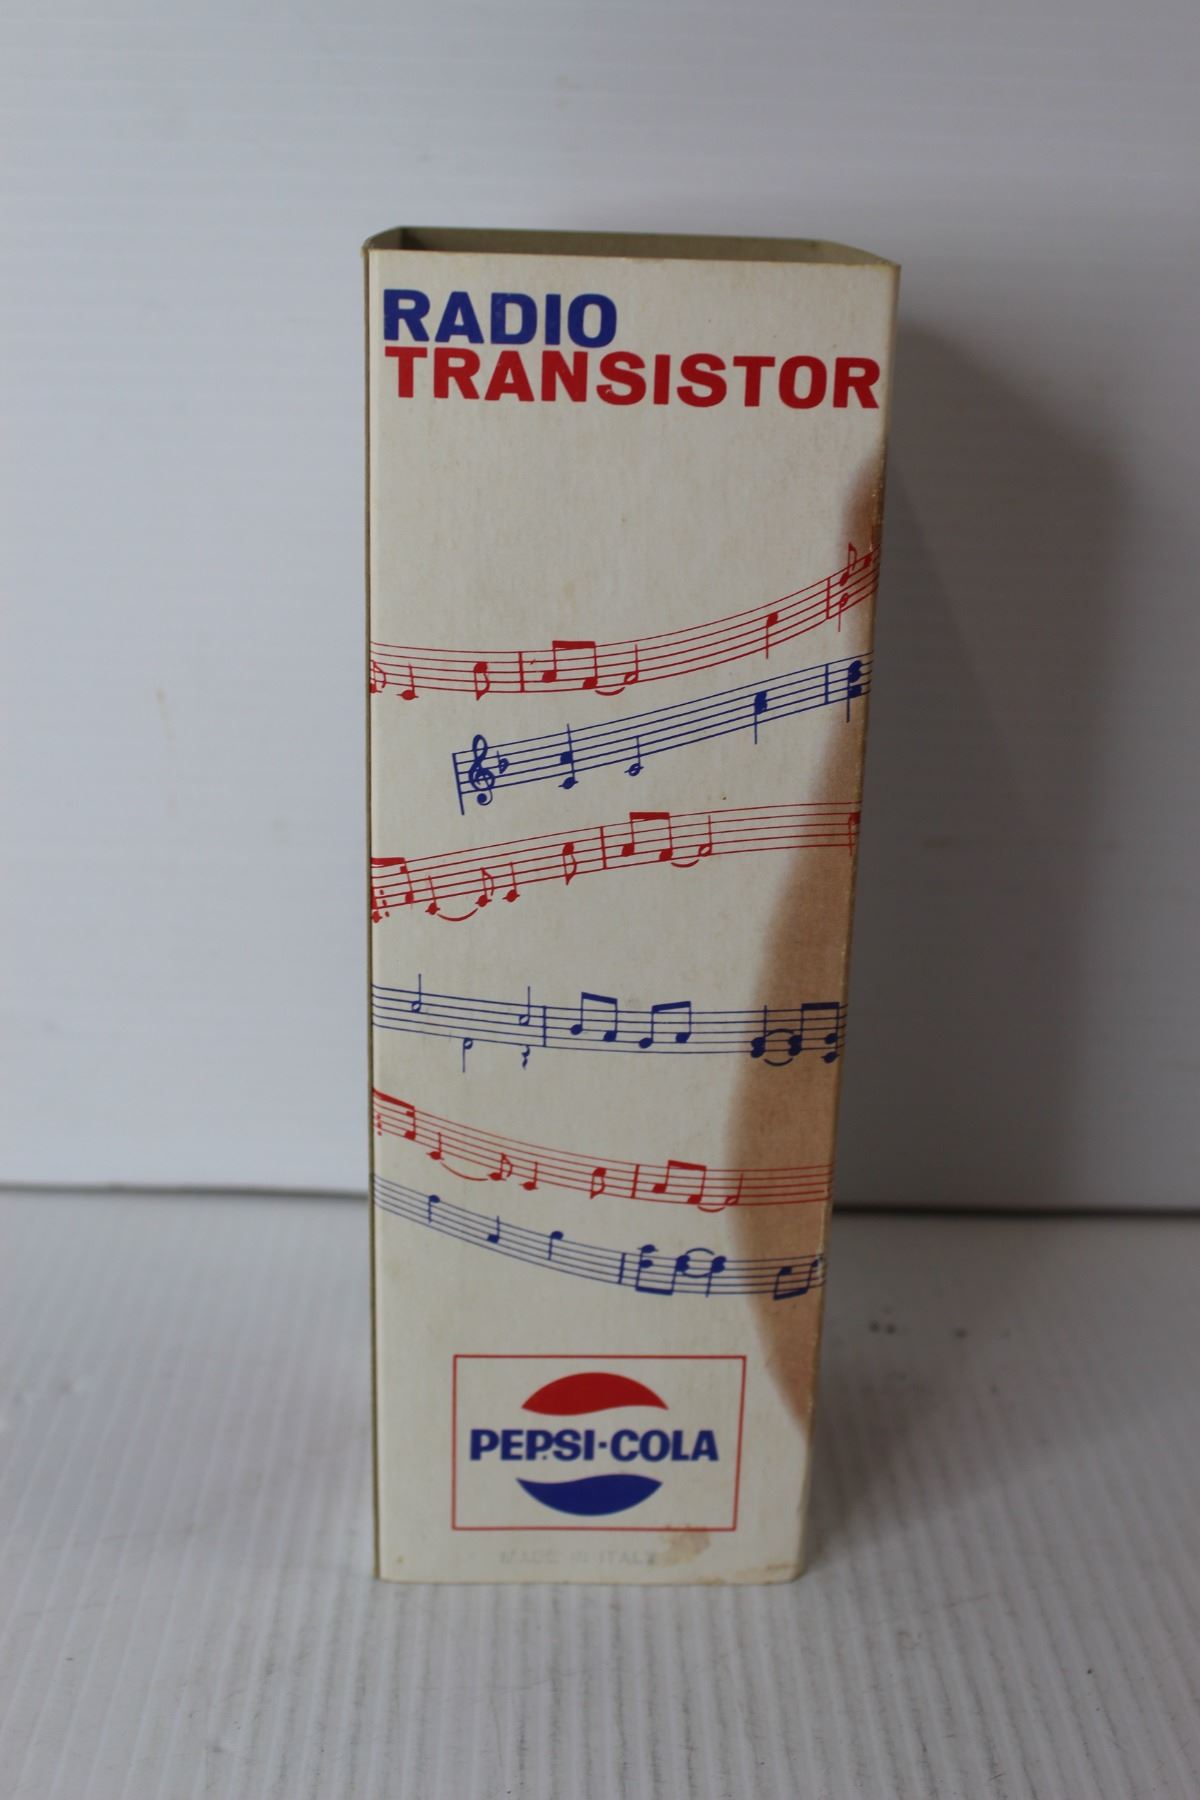 RADIO
TRANSISTOR
PEPSI-COLA
MADE IN ITALY